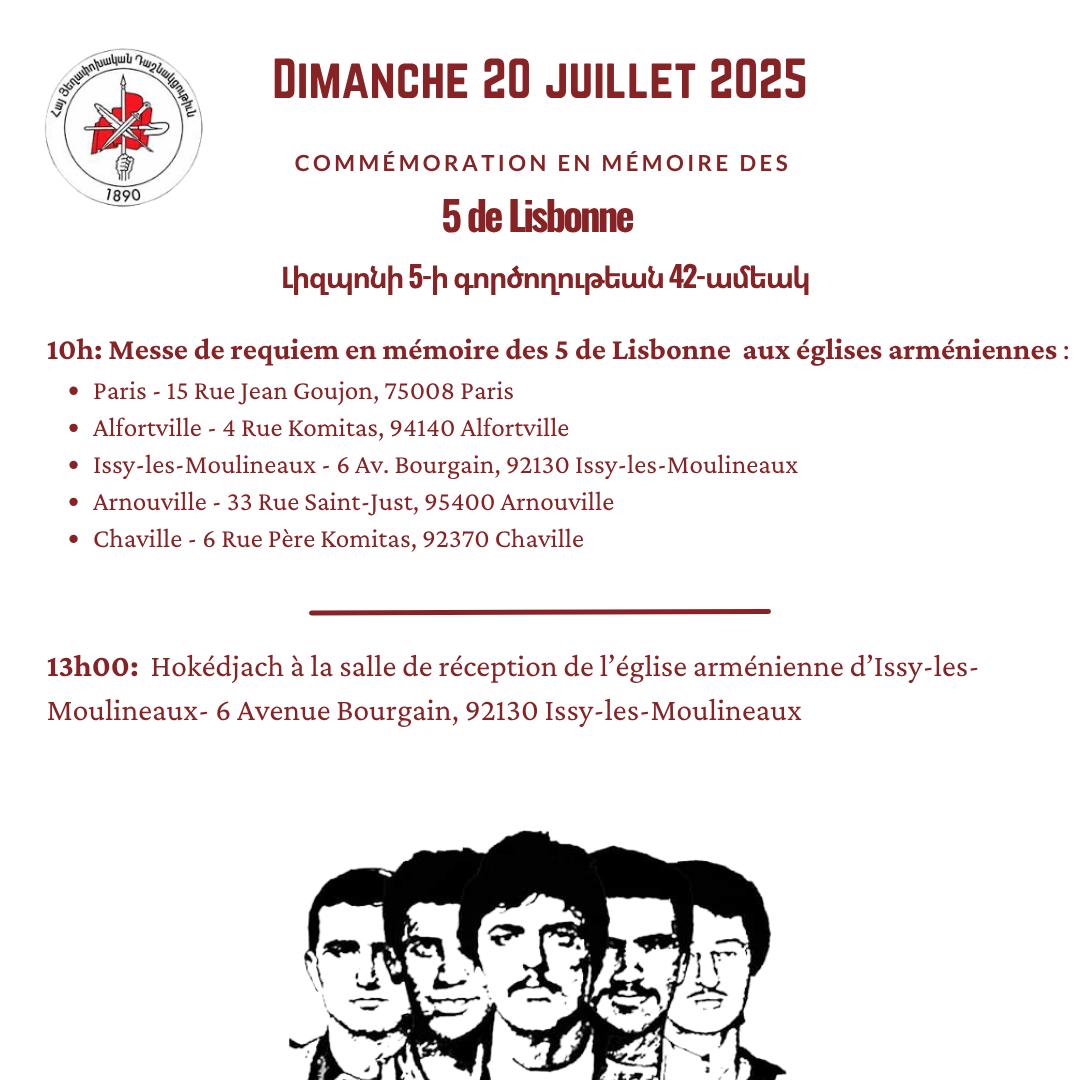 Հայ Յեղափոխական Դաշնակցութիւն
1890
Dimanche 20 juillet 2025
COMMÉMORATION EN MÉMOIRE DES
5 de Lisbonne
Լիզպոնի 5-ի գործողութեան 42-ամեակ
10h: Messe de requiem en mémoire des 5 de Lisbonne aux églises arméniennes :
• Paris - 15 Rue Jean Goujon, 75008 Paris
• Alfortville - 4 Rue Komitas, 94140 Alfortville
• Issy-les-Moulineaux - 6 Av. Bourgain, 92130 Issy-les-Moulineaux
• Arnouville - 33 Rue Saint-Just, 95400 Arnouville
• Chaville - 6 Rue Père Komitas, 92370 Chaville
13h00: Hokédjach à la salle de réception de l’église arménienne d’Issy-les-
Moulineaux- 6 Avenue Bourgain, 92130 Issy-les-Moulineaux